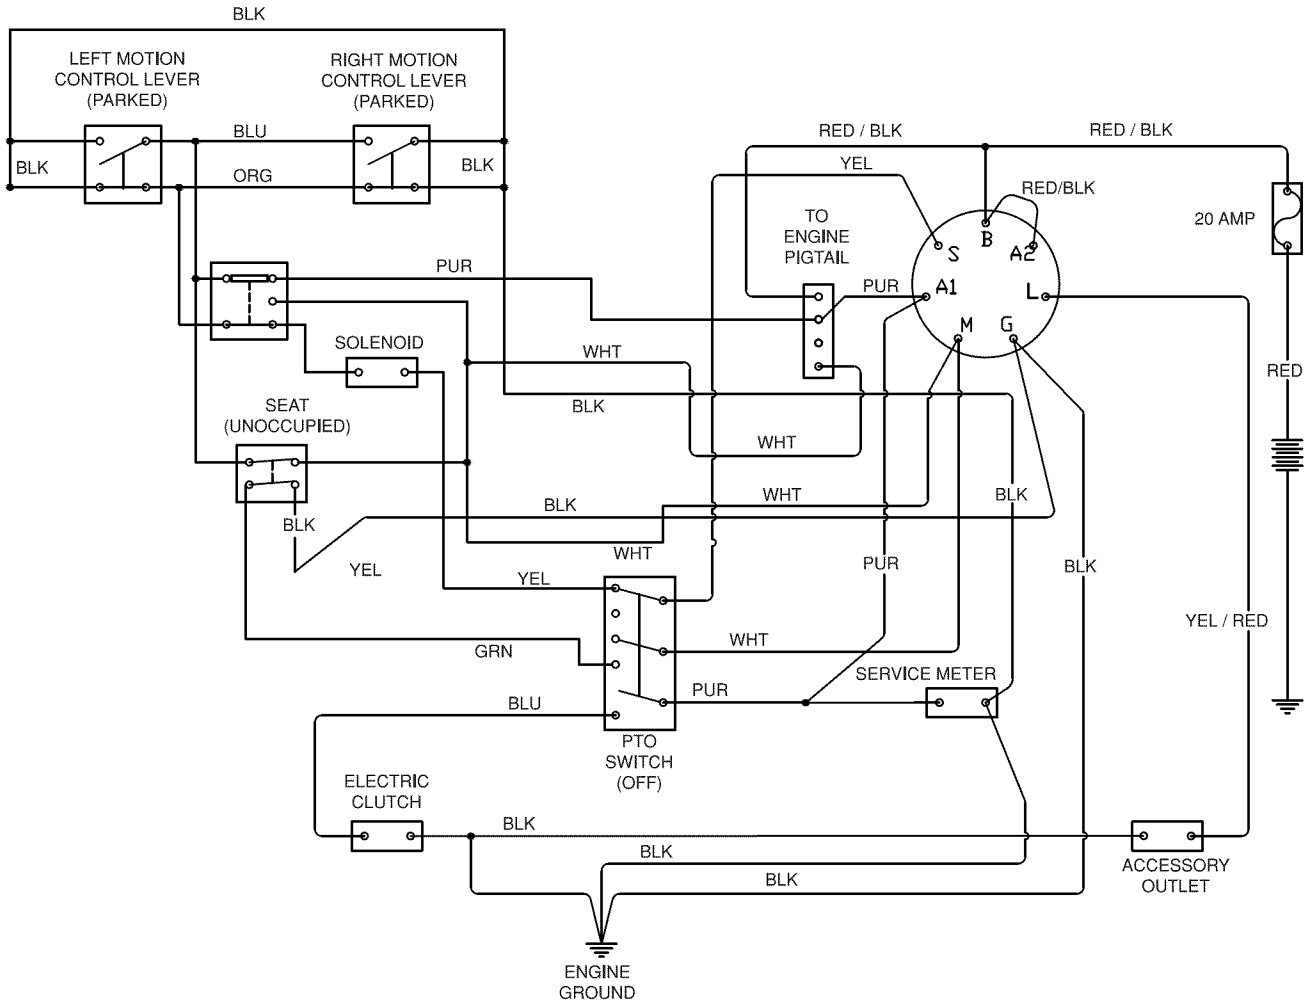 BLK
LEFT MOTION
CONTROL LEVER
(PARKED)
RIGHT MOTION
CONTROL LEVER
(PARKED)
BLU
BLK
BLK
ORG
RED / BLK
RED / BLK
YEL
RED/BLK
TO
ENGINE
PIGTAIL
20 AMP
S
B
A2
A1
L
M
G
PUR
PUR
SOLENOID
WHT
RED
SEAT
(UNOCCUPIED)
BLK
WHT
BLK
WHT
BLK
BLK
WHT
YEL
YEL
PUR
BLK
YEL / RED
GRN
WHT
SERVICE METER
BLU
PUR
PTO
SWITCH
(OFF)
ELECTRIC
CLUTCH
BLK
BLK
BLK
ACCESSORY
OUTLET
ENGINE
GROUND